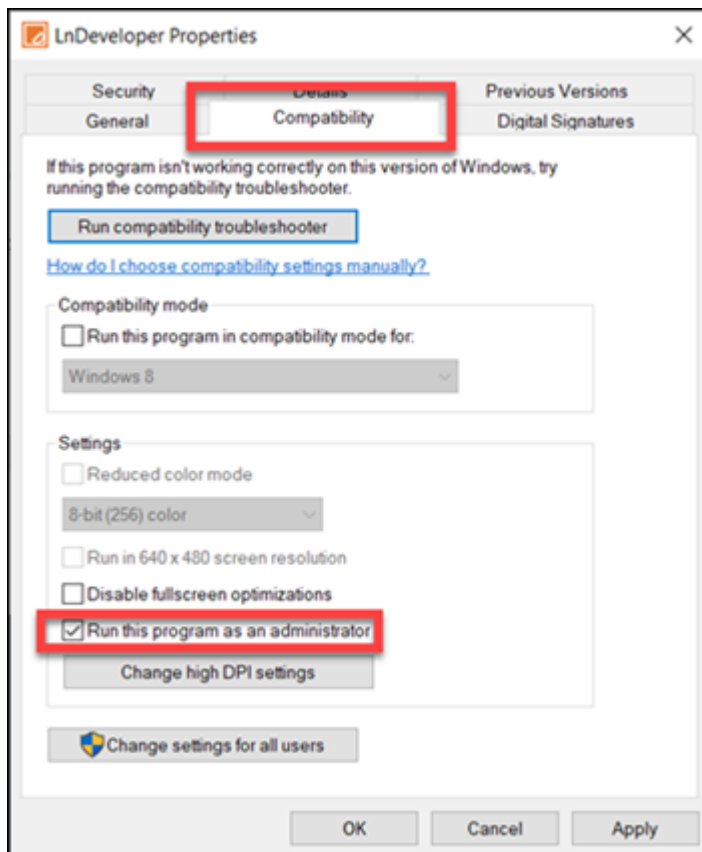 LnDeveloper Properties
Security Details Previous Versions
General Compatibility Digital Signatures
If this program isn't working correctly on this version of Windows, try
running the compatibility troubleshooter.
Run compatibility troubleshooter
How do I choose compatibility settings manually?
Compatibility mode
Run this program in compatibility mode for:
Windows 8
Settings
Reduced color mode
8-bit (256) color
Run in 640 x 480 screen resolution
Disable fullscreen optimizations
Run this program as an administrator
Change high DPI settings
Change settings for all users
OK Cancel Apply